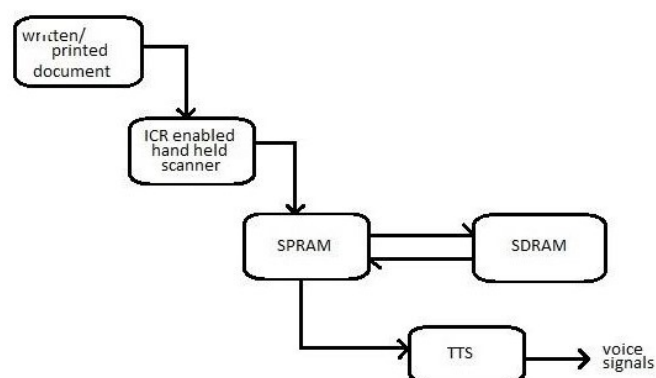 written/
printed
document
ICR enabled
hand held
scanner
SPRAM
SDRAM
TTS
voice
signals